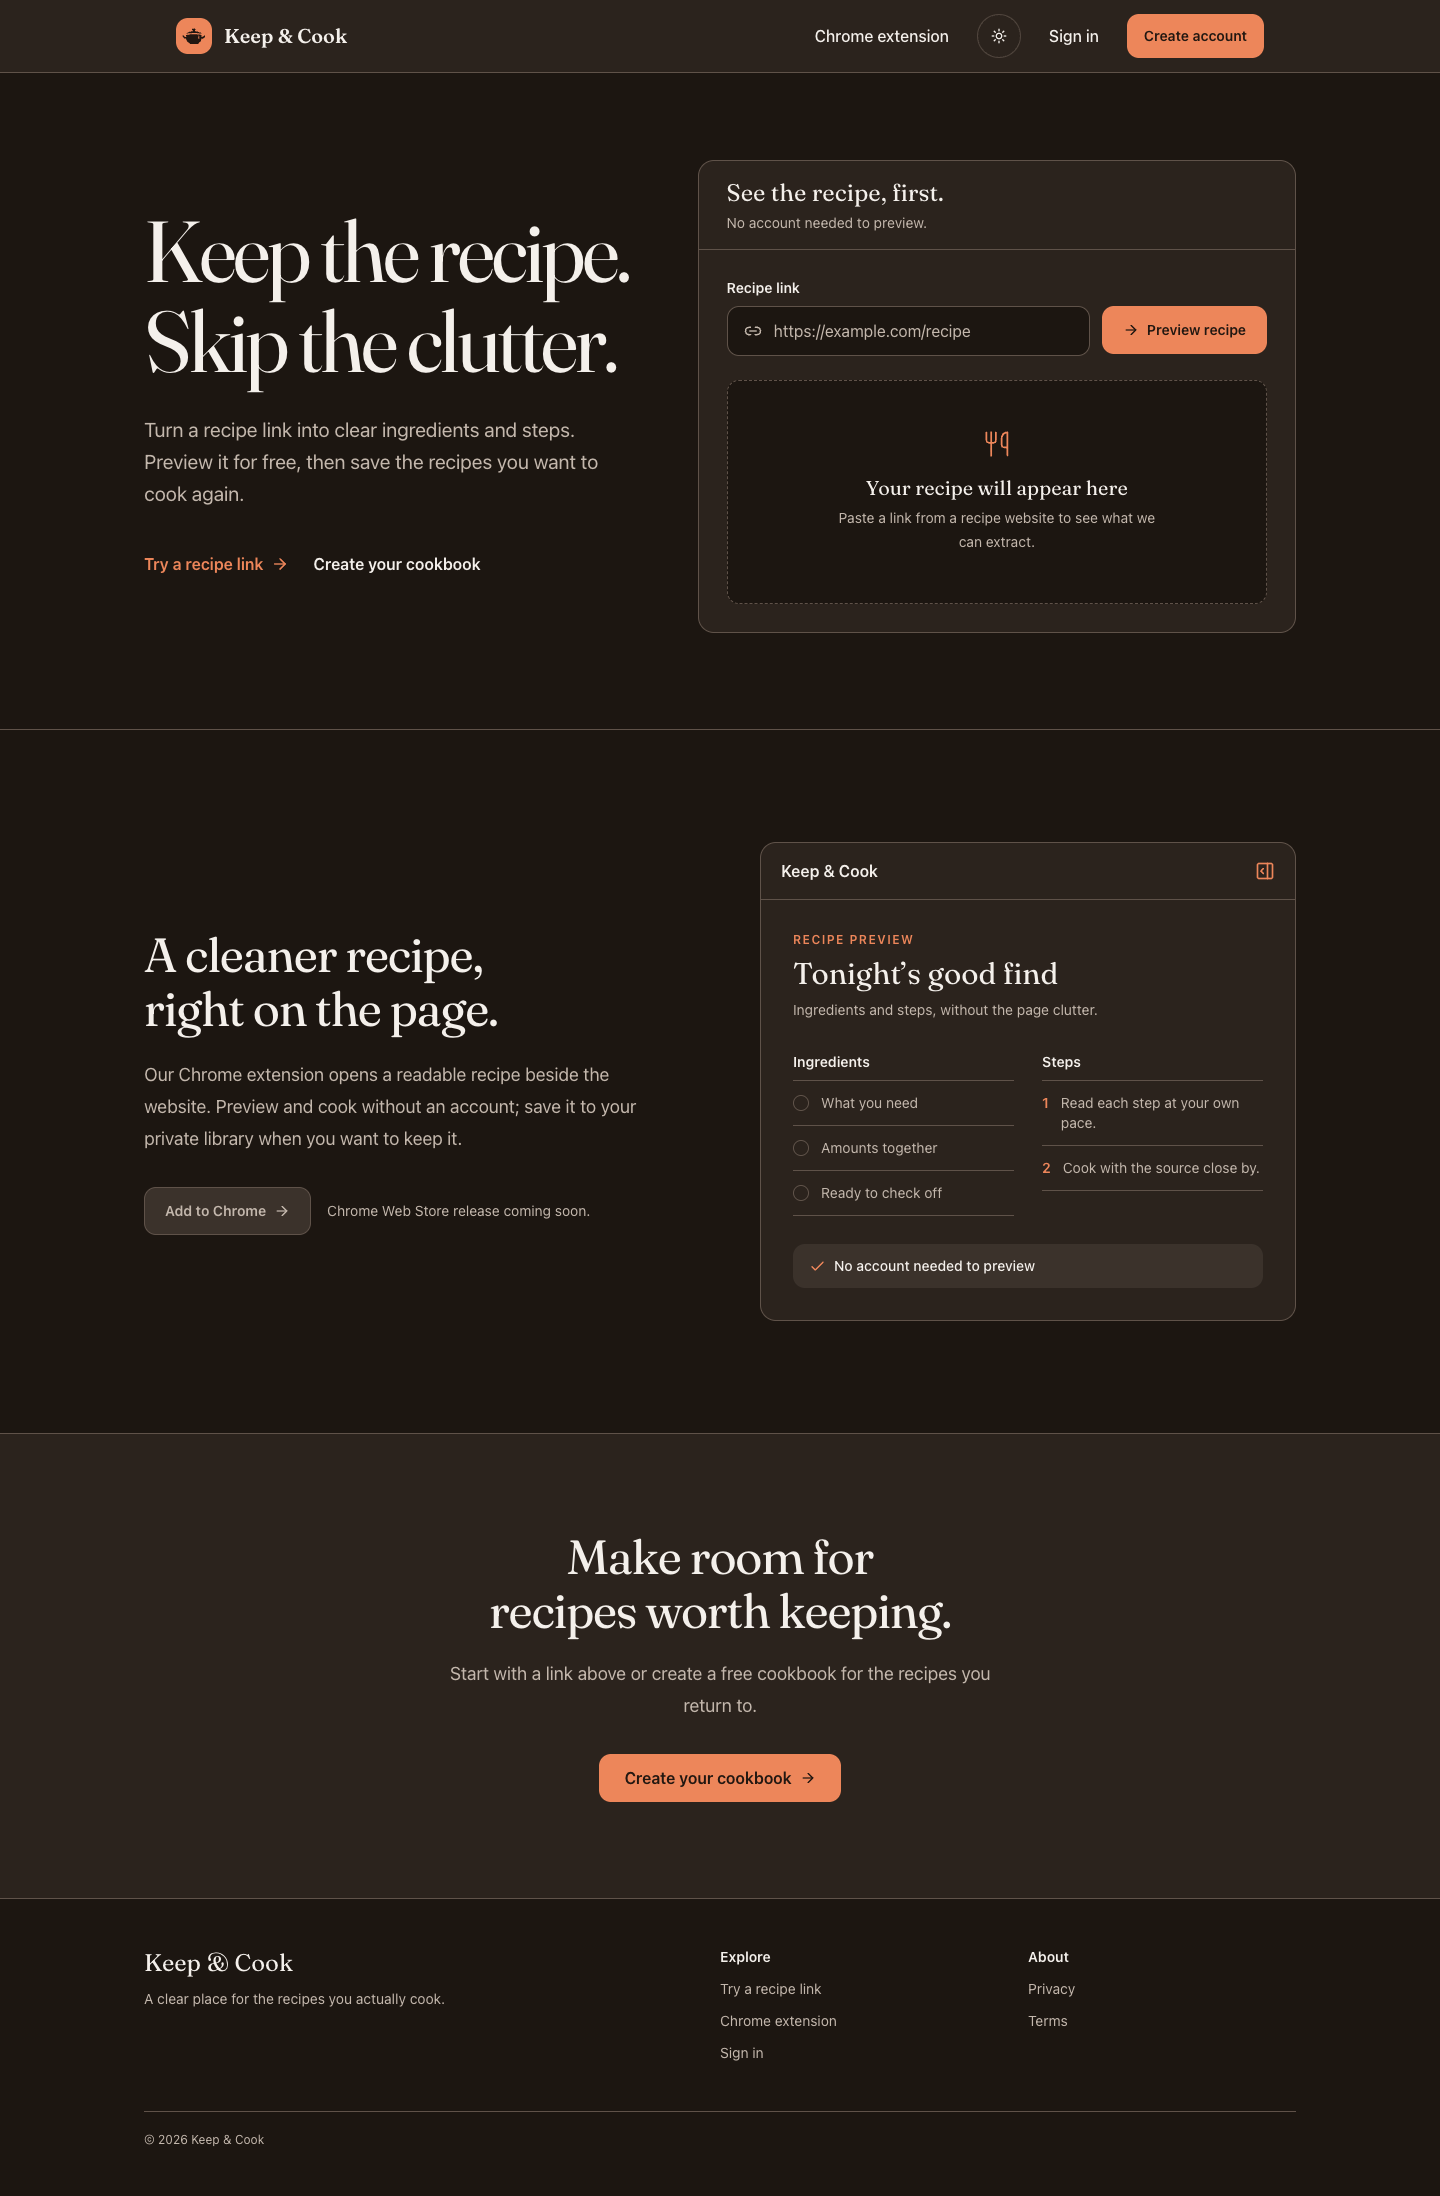 Keep & Cook
Chrome extension
Sign in
Create account
Keep the recipe.
Skip the clutter.
Turn a recipe link into clear ingredients and steps.
Preview it for free, then save the recipes you want to
cook again.
Try a recipe link
Create your cookbook
See the recipe, first.
No account needed to preview.
Recipe link
https://example.com/recipe
Preview recipe
Your recipe will appear here
Paste a link from a recipe website to see what we
can extract.
A cleaner recipe,
right on the page.
Our Chrome extension opens a readable recipe beside the
website. Preview and cook without an account; save it to your
private library when you want to keep it.
Add to Chrome
Chrome Web Store release coming soon.
Keep & Cook
RECIPE PREVIEW
Tonight’s good find
Ingredients and steps, without the page clutter.
Ingredients
What you need
Amounts together
Ready to check off
Steps
1 Read each step at your own
pace.
2 Cook with the source close by.
No account needed to preview
Make room for
recipes worth keeping.
Start with a link above or create a free cookbook for the recipes you
return to.
Create your cookbook
Keep & Cook
A clear place for the recipes you actually cook.
Explore
Try a recipe link
Chrome extension
Sign in
About
Privacy
Terms
© 2026 Keep & Cook